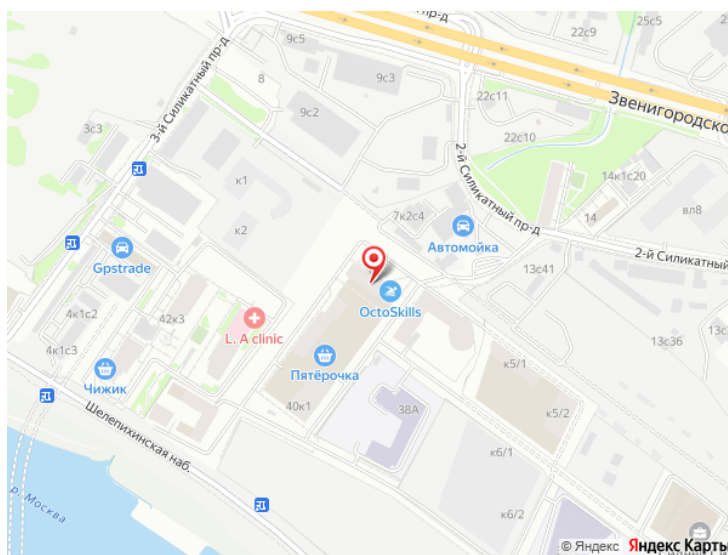 9с5
8
9с3
9с2
22с9
22с11
22с10
Звенигородско
3-й Силикатный пр-д
3с3
2-й Силикатный пр-д
14к1с20
14
вл8
к1
к2
7к2с4
Автомойка
13с41
2-й Силикатный
Gpstrade
OctoSkills
4к1с2
42к3
L. A clinic
4к1с3
13с36
13с
Чижик
Пятёрочка
к5/1
40к1
38А
к5/2
Шелепихинская наб.
к6/1
к6/2
р. Москва
© Яндекс Яндекс Карты